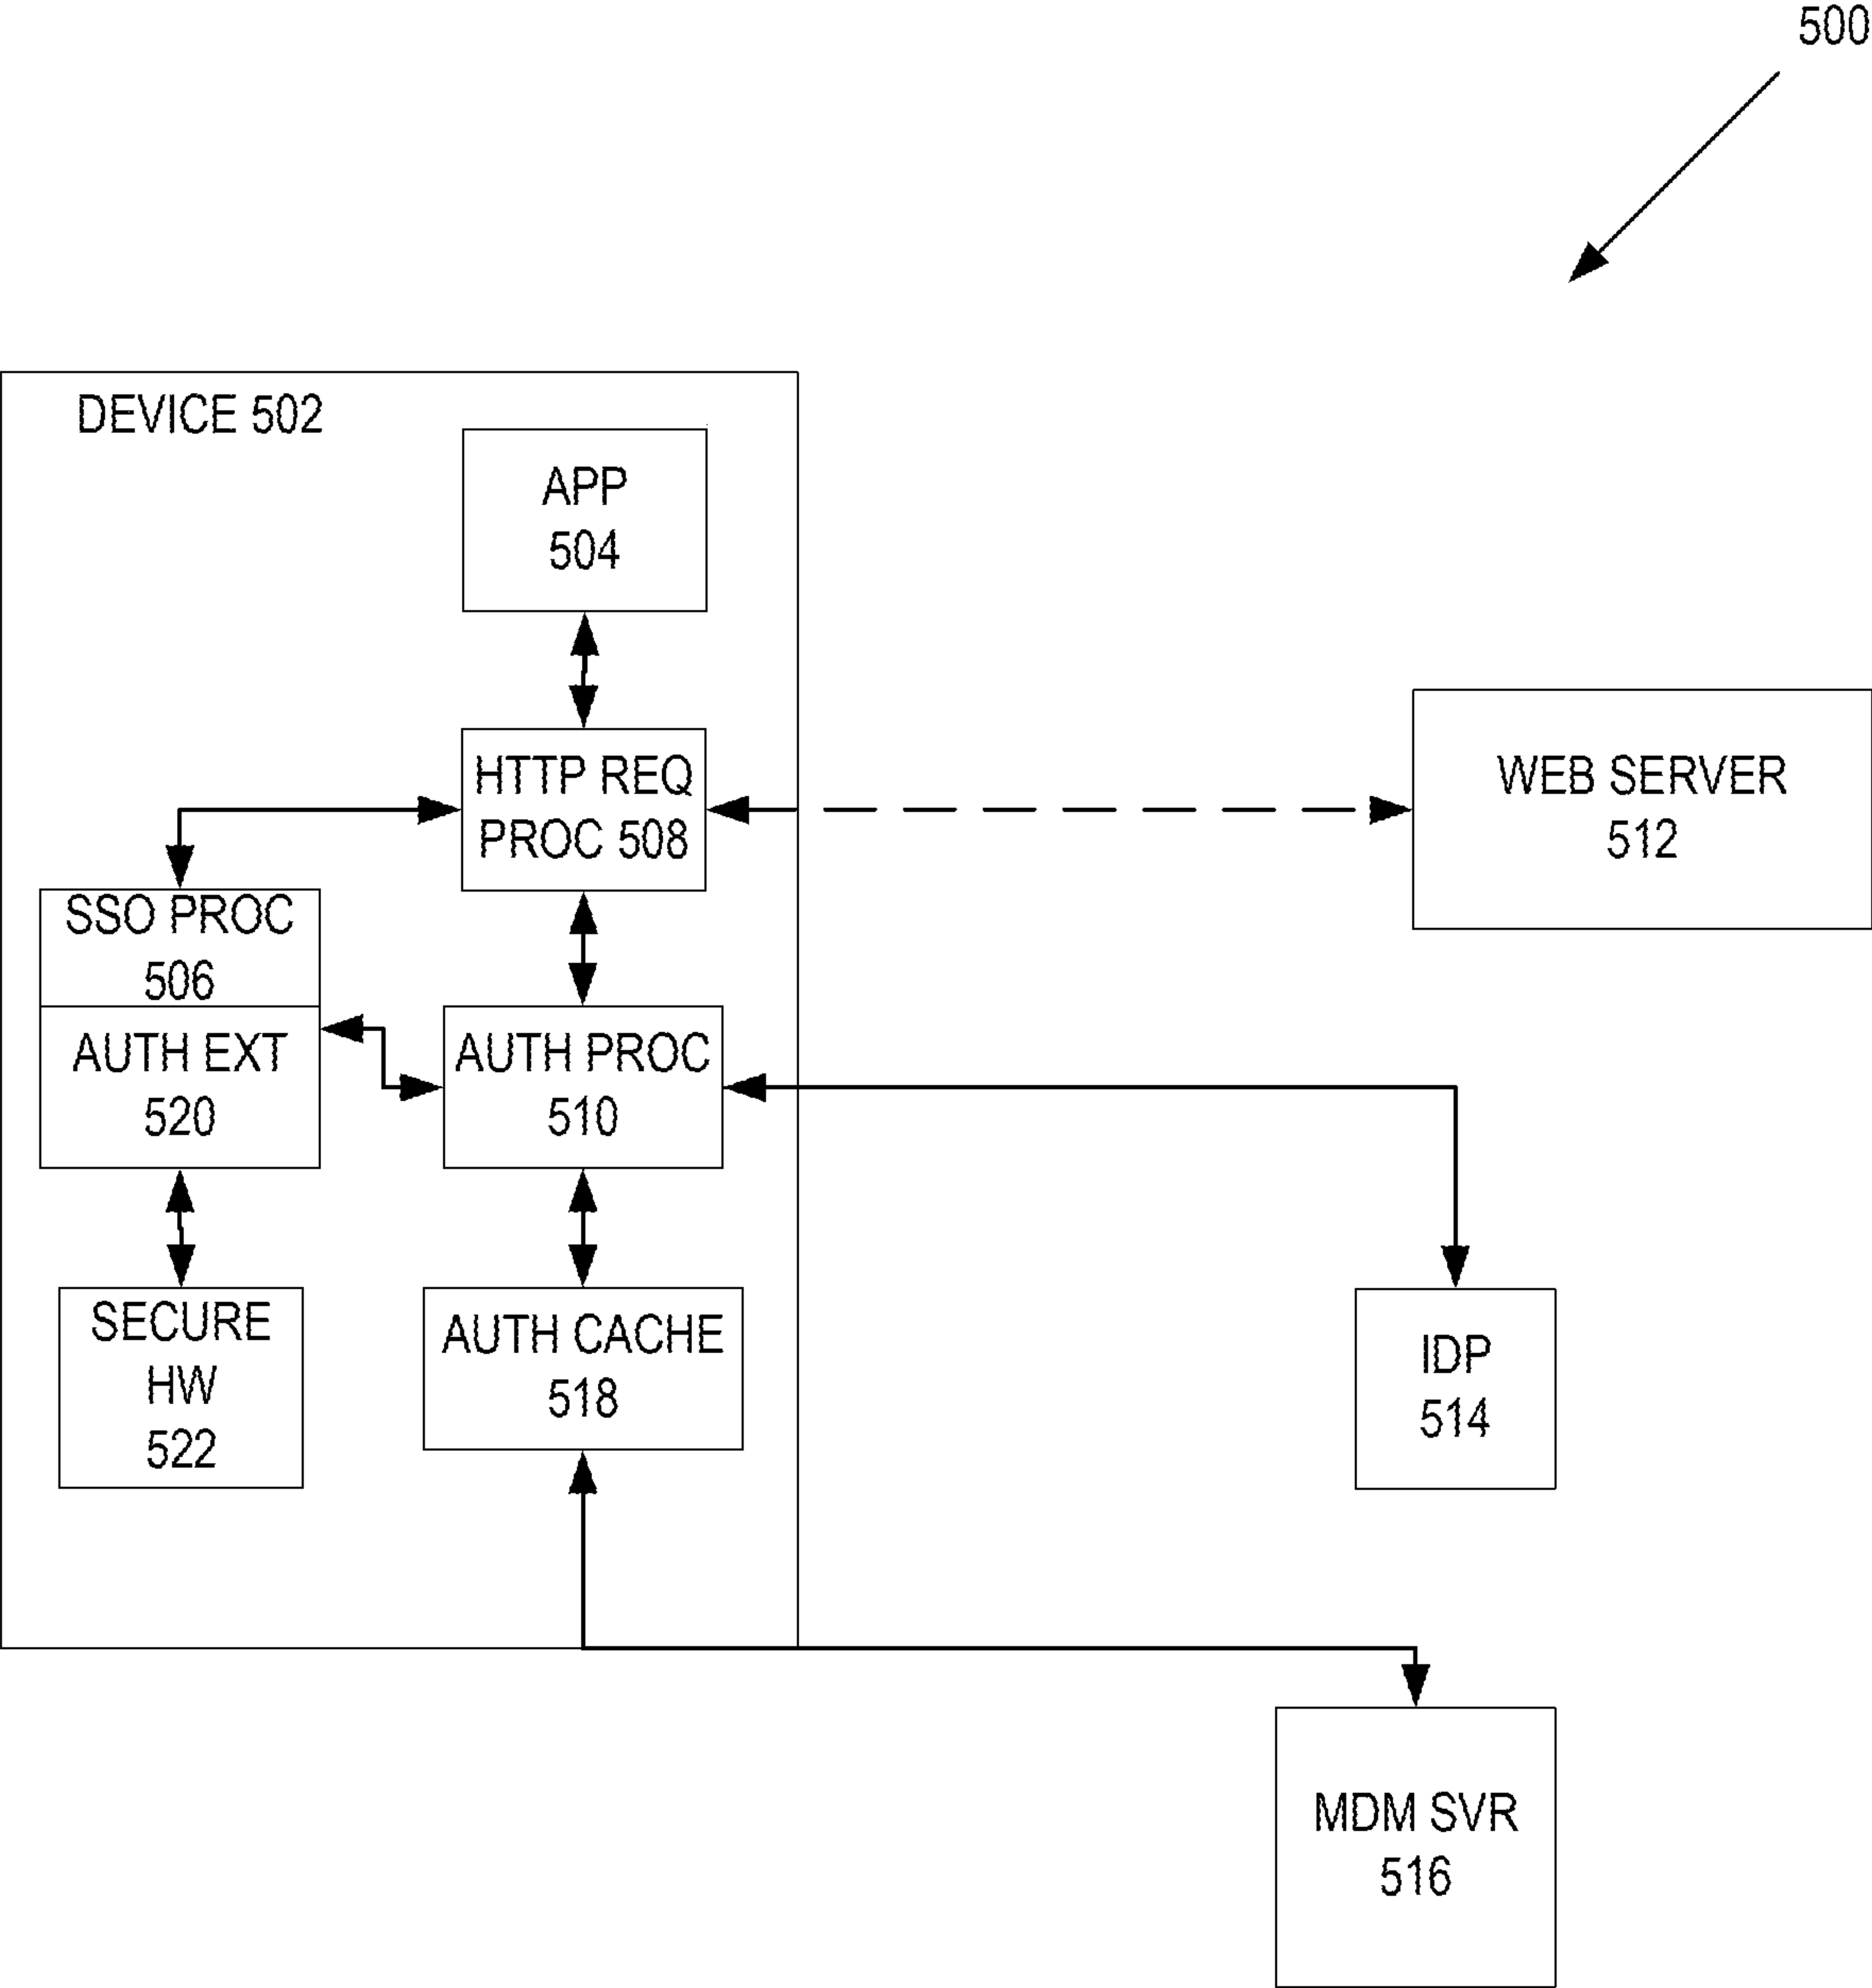 500
DEVICE 502
APP
504
HTTP REQ
PROC 508
WEB SERVER
512
SSO PROC
506
AUTH EXT
520
AUTH PROC
510
SECURE
HW
522
AUTH CACHE
518
IDP
514
MDM SVR
516